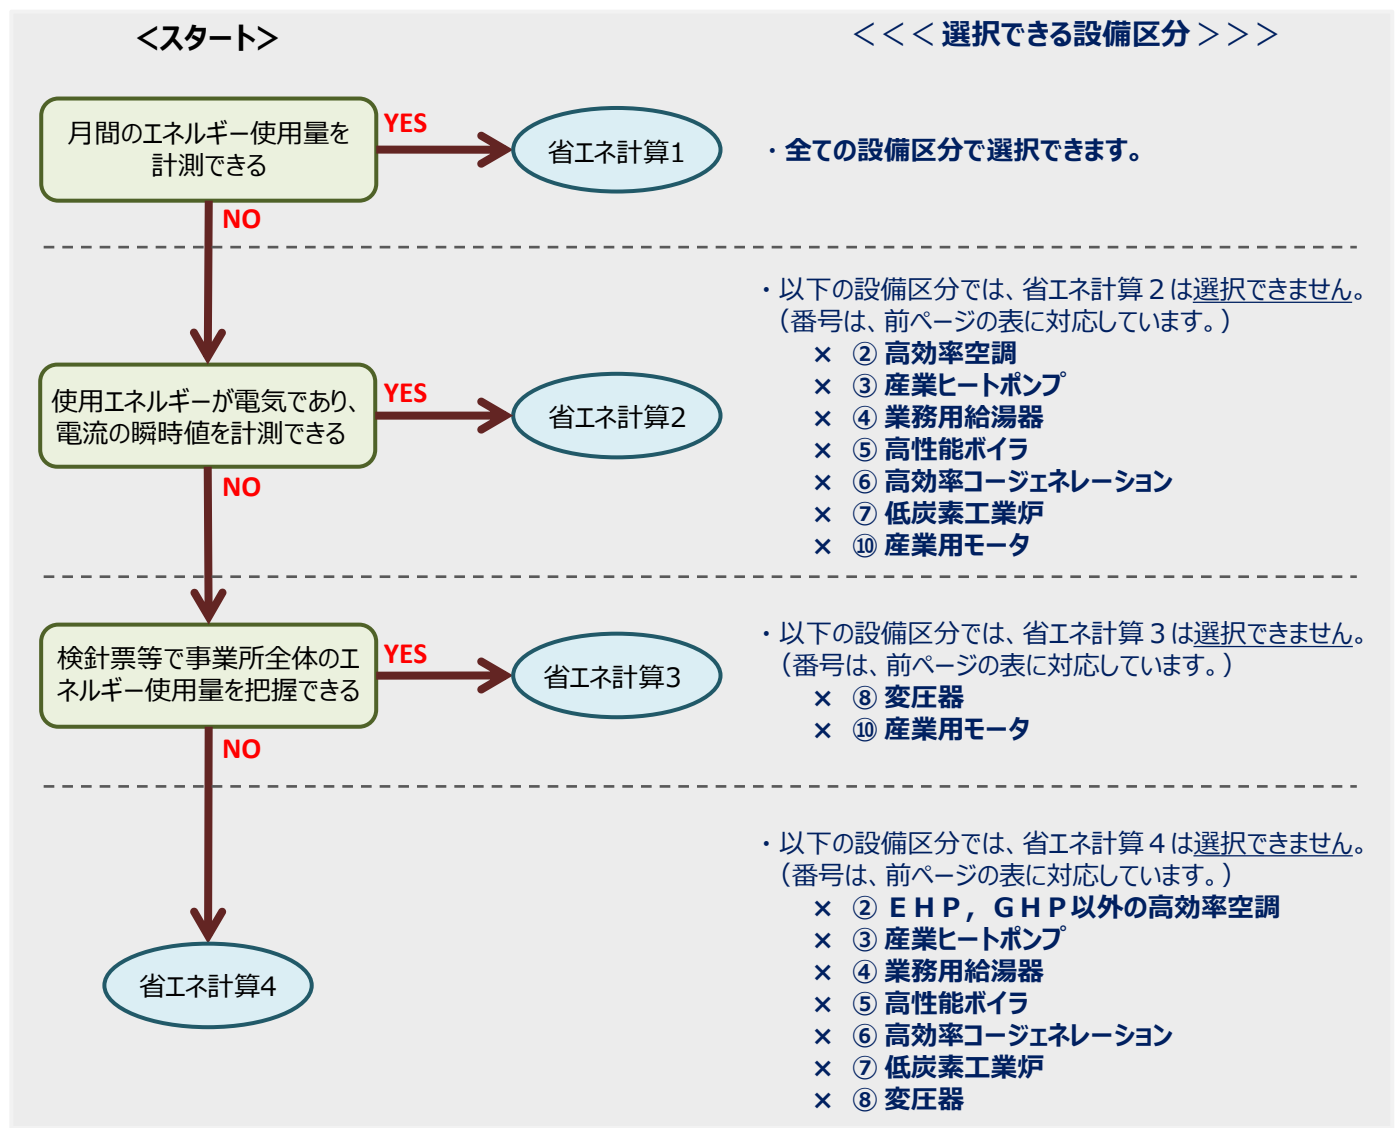 ＜スタート＞
＜＜＜選択できる設備区分＞＞＞
月間のエネルギー使用量を
計測できる
YES
省エネ計算1
・全ての設備区分で選択できます。
NO
・以下の設備区分では、省エネ計算２は選択できません。
（番号は、前ページの表に対応しています。）
× ② 高効率空調
× ③ 産業ヒートポンプ
× ④ 業務用給湯器
× ⑤ 高性能ボイラ
× ⑥ 高効率コージェネレーション
× ⑦ 低炭素工業炉
× ⑩ 産業用モータ
使用エネルギーが電気であり、
電流の瞬時値を計測できる
YES
省エネ計算2
NO
・以下の設備区分では、省エネ計算３は選択できません。
（番号は、前ページの表に対応しています。）
× ⑧ 変圧器
× ⑩ 産業用モータ
検針票等で事業所全体のエ
ネルギー使用量を把握できる
YES
省エネ計算3
NO
・以下の設備区分では、省エネ計算４は選択できません。
（番号は、前ページの表に対応しています。）
× ② ＥＨＰ，ＧＨＰ以外の高効率空調
× ③ 産業ヒートポンプ
× ④ 業務用給湯器
× ⑤ 高性能ボイラ
× ⑥ 高効率コージェネレーション
× ⑦ 低炭素工業炉
× ⑧ 変圧器
省エネ計算4